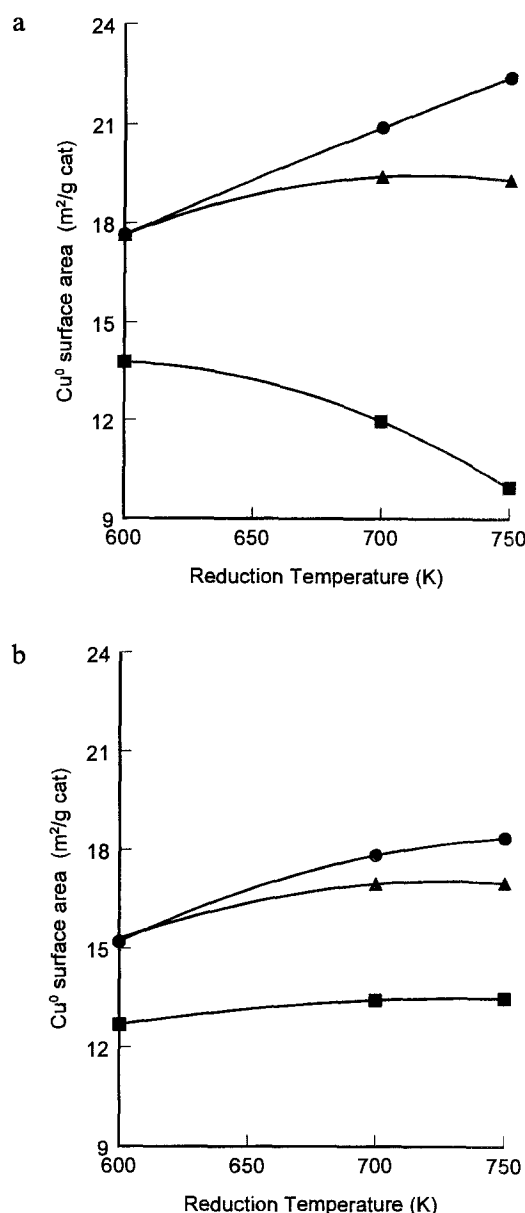 a
24
21
18
15
12
9
Cu⁰ surface area (m²/g cat)
600 650 700 750
Reduction Temperature (K)
b
24
21
18
15
12
9
Cu⁰ surface area (m²/g cat)
600 650 700 750
Reduction Temperature (K)